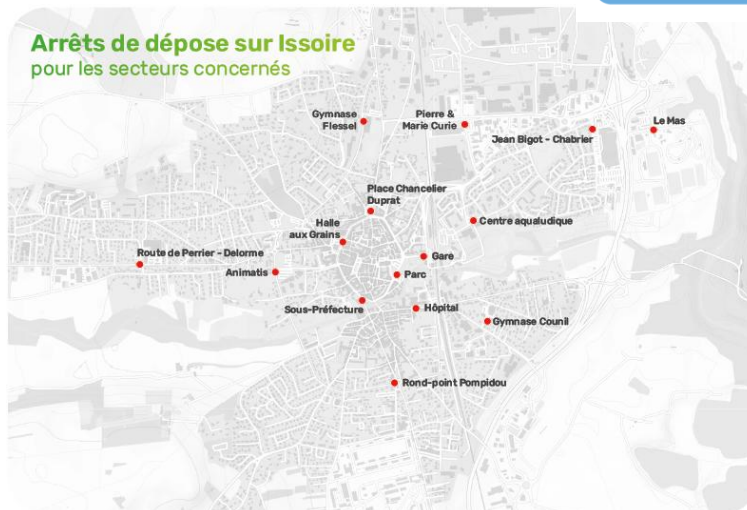 Arrêts de dépose sur Issoire
pour les secteurs concernés
Gymnase
Flessel
Pierre &
Marie Curie
Jean Bigot - Chabrier
Le Mas
Place Chancelier
Duprat
Halle
aux Grains
Centre aqualudique
Route de Perrier - Delorme
Animatis
Gare
Parc
Sous-Préfecture
Hôpital
Gymnase Counil
Rond-point Pompidou